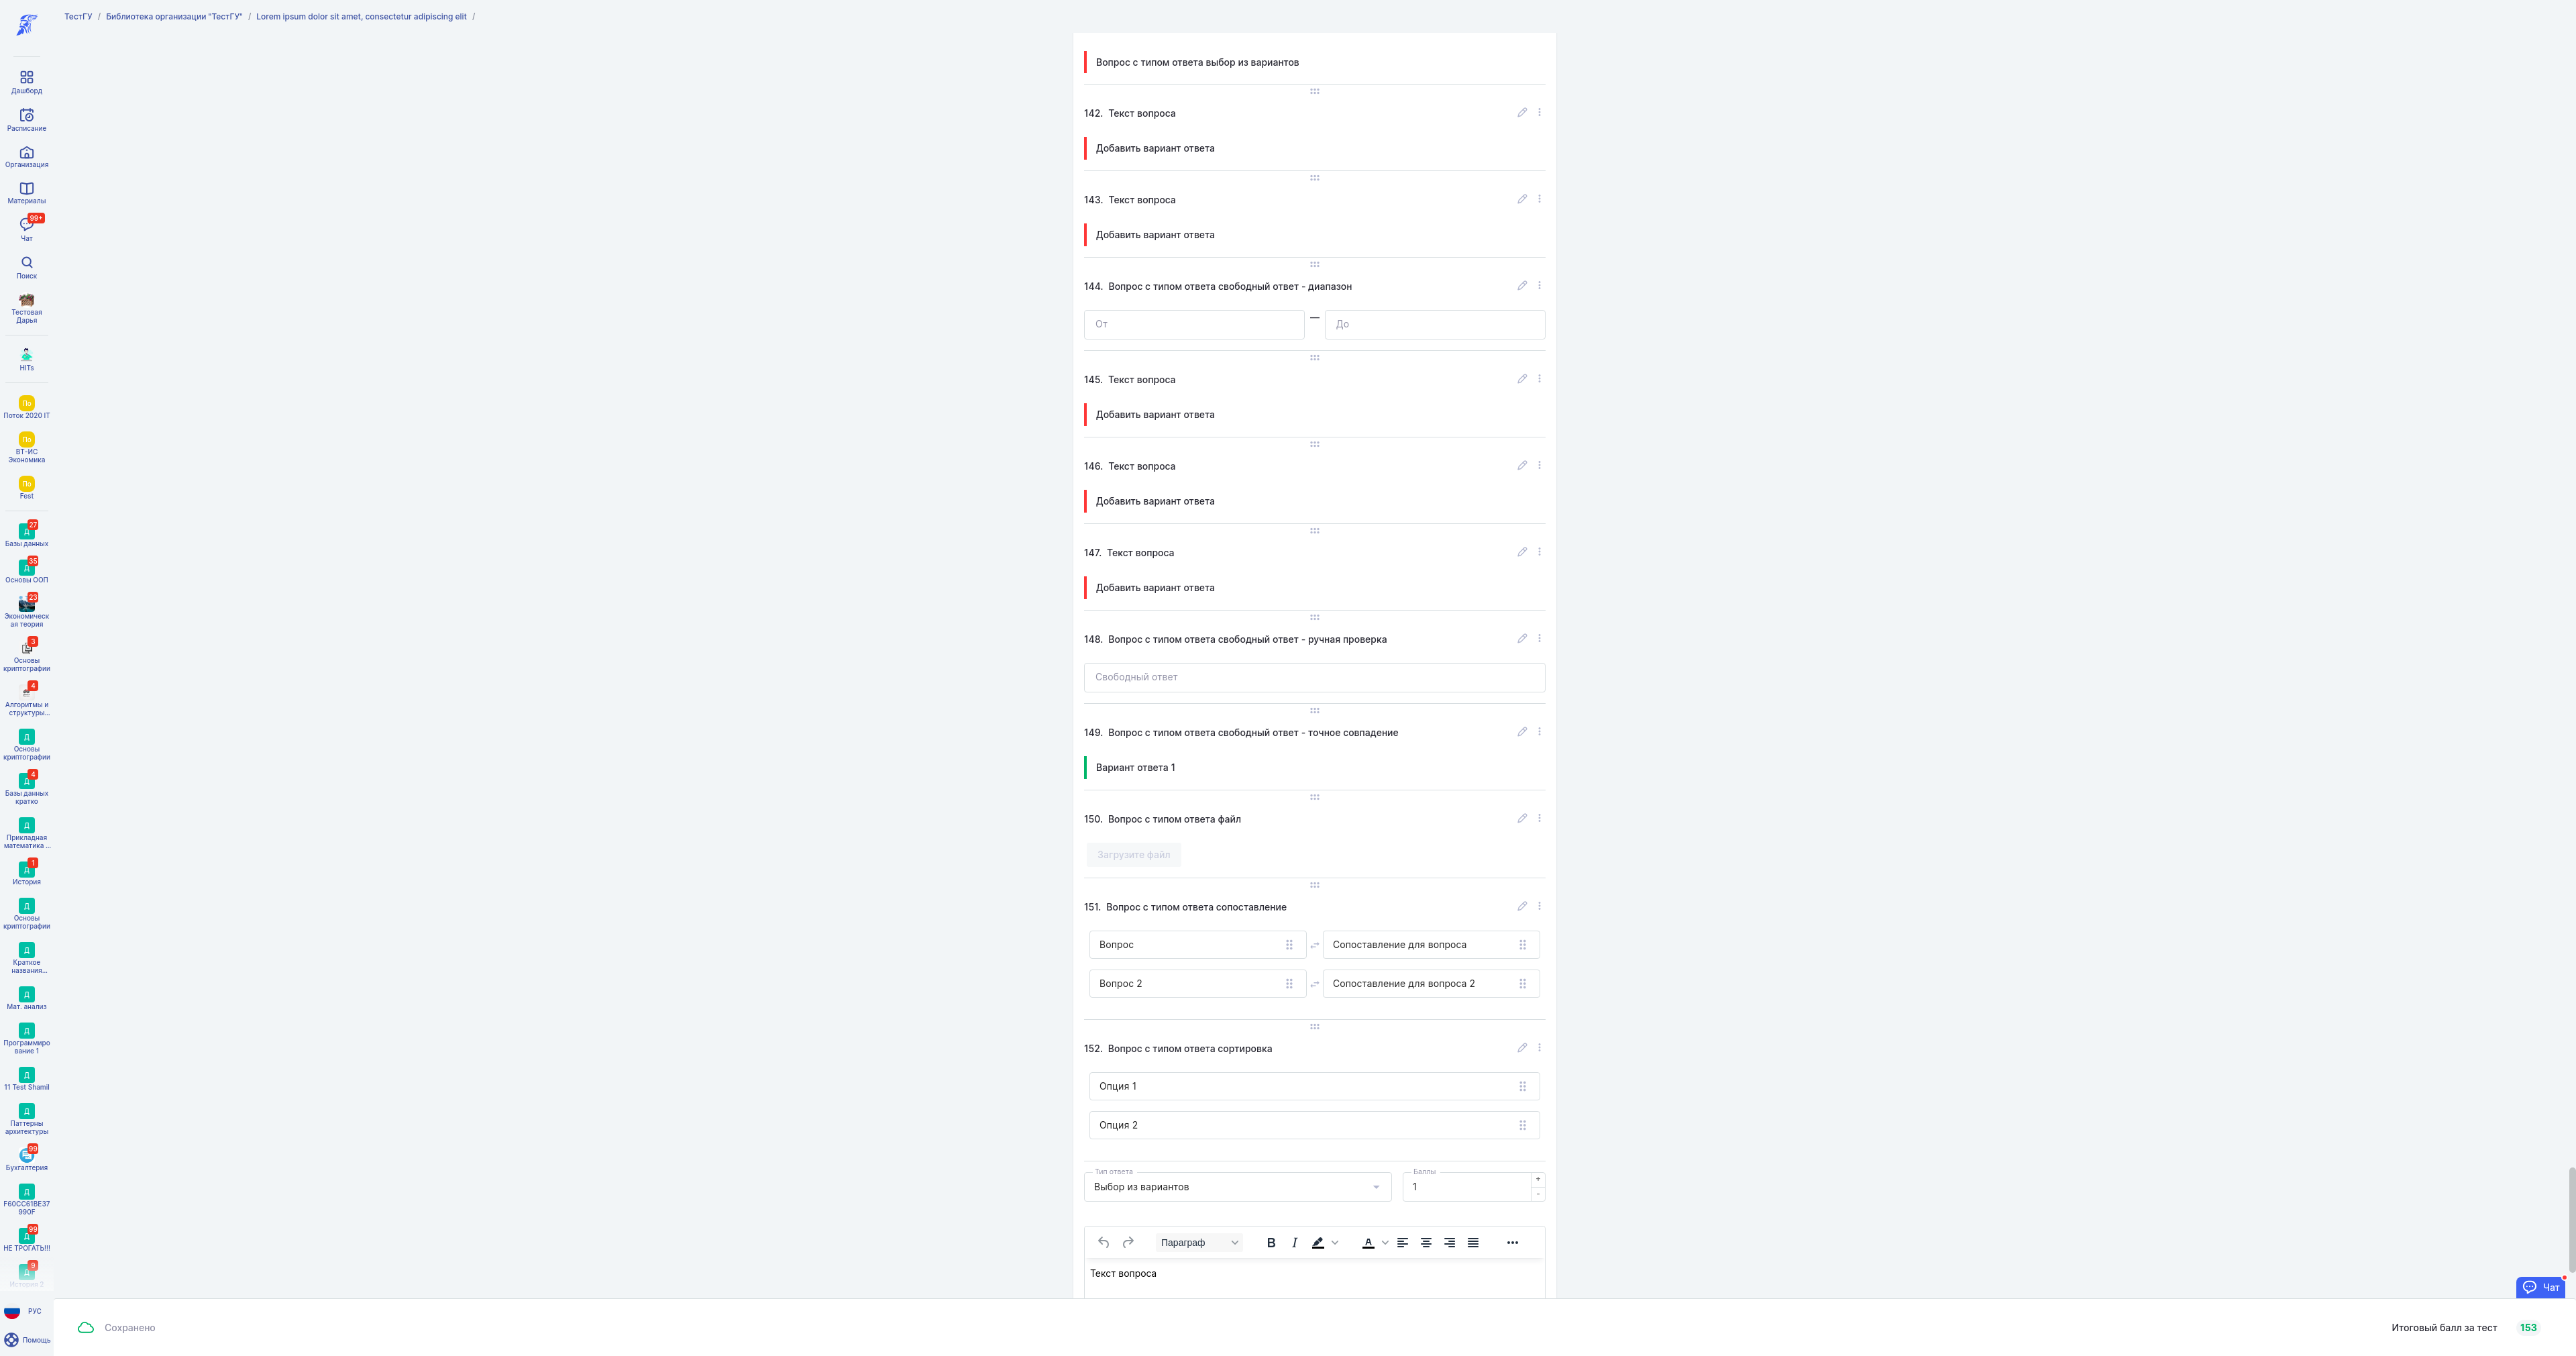 ТестГУ / Библиотека организации "ТестГУ" / Lorem ipsum dolor sit amet, consectetur adipiscing elit /
Дашборд
Расписание
Организация
Материалы
99+
Чат
Поиск
Тестовая
Дарья
HITs
По
Поток 2020 IT
По
ВТ-ИС
Экономика
По
Fest
27
Д
Базы данных
35
Д
Основы ООП
23
Экономическ
ая теория
3
Основы
криптографии
4
Алгоритмы и
структуры...
Д
Основы
криптографии
4
Д
Базы данных
кратко
Д
Прикладная
математика ...
1
Д
История
Д
Основы
криптографии
Д
Краткое
названия...
Д
Мат. анализ
Д
Программиро
вание 1
Д
11 Test Shamil
Д
Паттерны
архитектуры
99
Бухгалтерия
Д
F60CC61BE37
990F
99
Д
НЕ ТРОГАТЬ!!!
9
Д
История 2
РУС
Помощь
Вопрос с типом ответа выбор из вариантов
142. Текст вопроса
Добавить вариант ответа
143. Текст вопроса
Добавить вариант ответа
144. Вопрос с типом ответа свободный ответ - диапазон
От — До
145. Текст вопроса
Добавить вариант ответа
146. Текст вопроса
Добавить вариант ответа
147. Текст вопроса
Добавить вариант ответа
148. Вопрос с типом ответа свободный ответ - ручная проверка
Свободный ответ
149. Вопрос с типом ответа свободный ответ - точное совпадение
Вариант ответа 1
150. Вопрос с типом ответа файл
Загрузите файл
151. Вопрос с типом ответа сопоставление
Вопрос Сопоставление для вопроса
Вопрос 2 Сопоставление для вопроса 2
152. Вопрос с типом ответа сортировка
Опция 1
Опция 2
Тип ответа Баллы
Выбор из вариантов 1 + -
Параграф B I A
Текст вопроса
Чат
Сохранено
Итоговый балл за тест 153